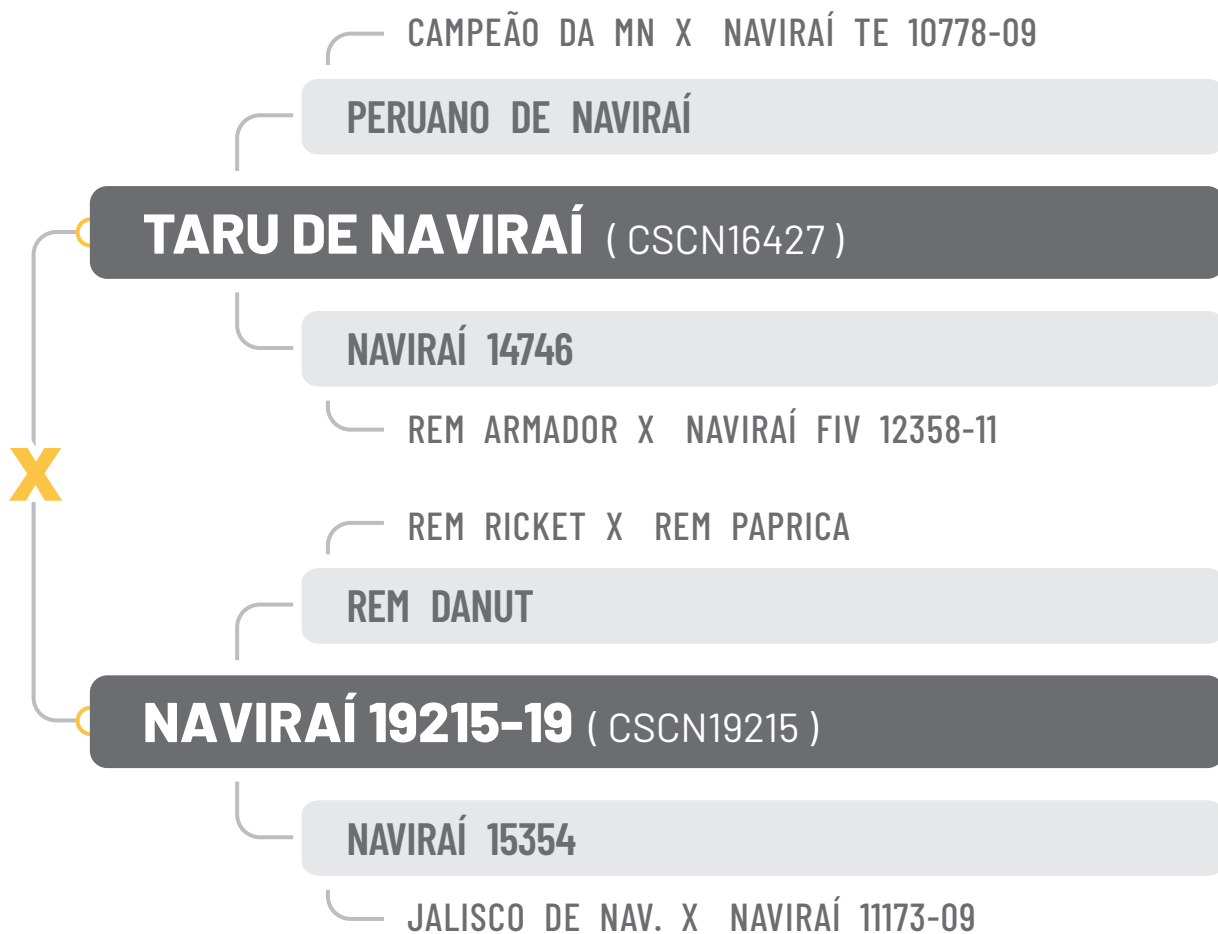 CAMPEÃO DA MN X NAVIRAÍ TE 10778-09
PERUANO DE NAVIRAÍ
TARU DE NAVIRAÍ ( CSCN16427 )
NAVIRAÍ 14746
REM ARMADOR X NAVIRAÍ FIV 12358-11
X
REM RICKET X REM PAPRICA
REM DANUT
NAVIRAÍ 19215-19 ( CSCN19215 )
NAVIRAÍ 15354
JALISCO DE NAV. X NAVIRAÍ 11173-09